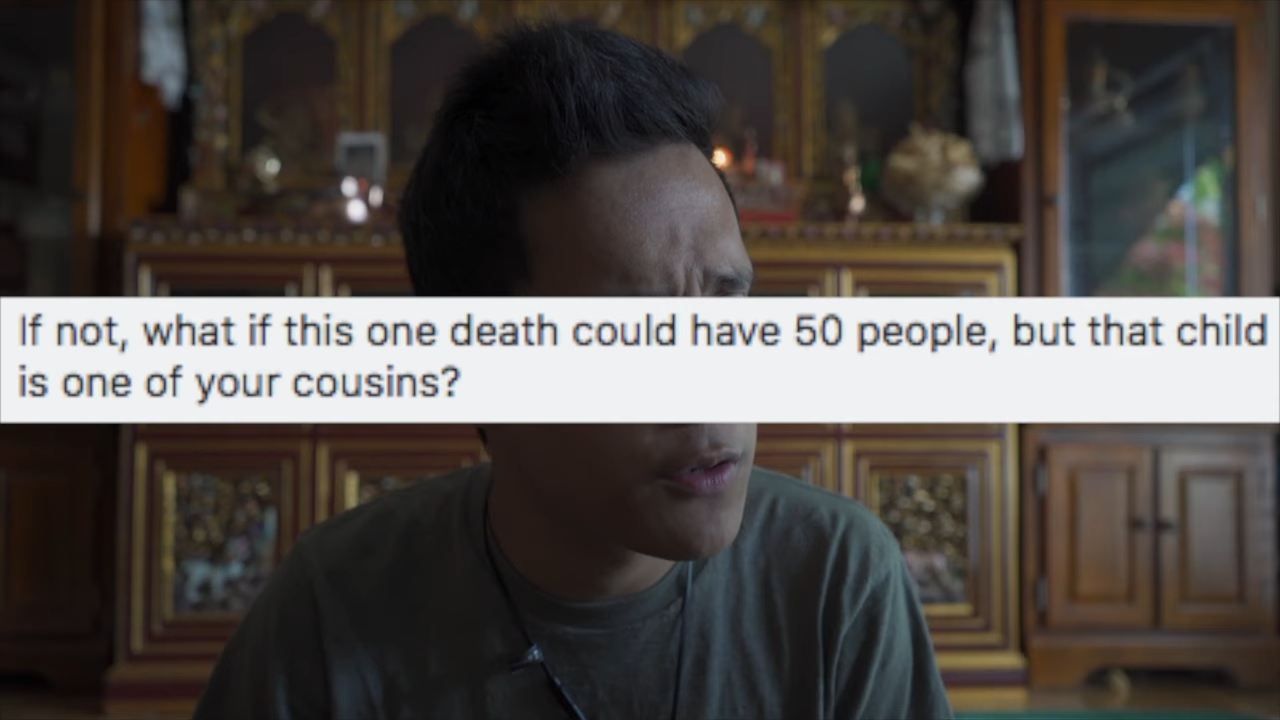 If not, what if this one death could have 50 people, but that child
is one of your cousins?